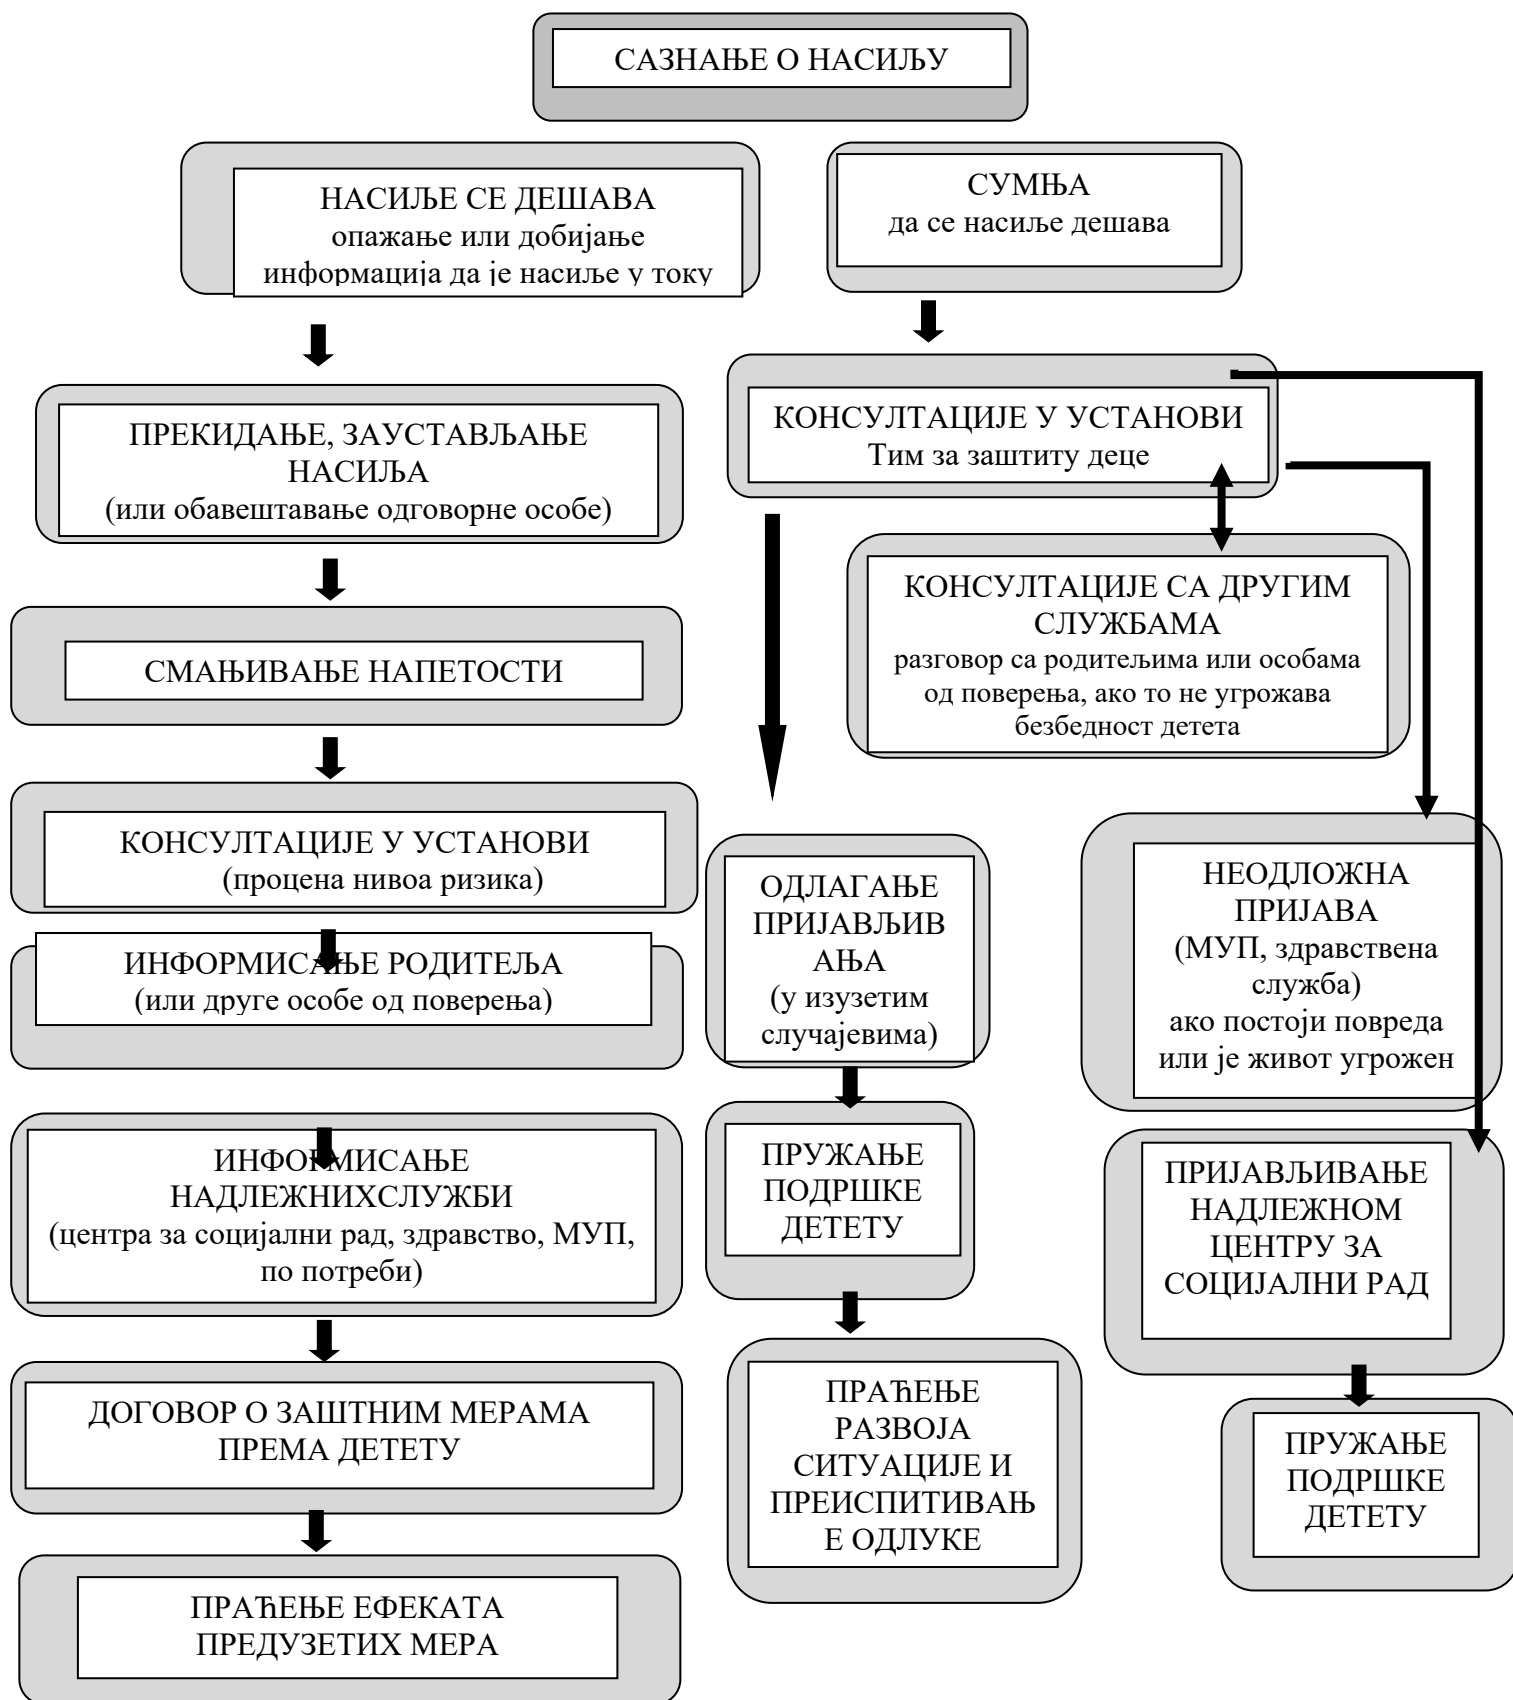 САЗНАЊЕ О НАСИЉУ
НАСИЉЕ СЕ ДЕШАВА
опажање или добијање
информација да је насиље у току
СУМЊА
да се насиље дешава
ПРЕКИДАЊЕ, ЗАУСТАВЉАЊЕ
НАСИЉА
(или обавештавање одговорне особе)
КОНСУЛТАЦИЈЕ У УСТАНОВИ
Тим за заштиту деце
КОНСУЛТАЦИЈЕ СА ДРУГИМ
СЛУЖБАМА
разговор са родитељима или особама
од поверења, ако то не угрожава
безбедност детета
СМАЊИВАЊЕ НАПЕТОСТИ
КОНСУЛТАЦИЈЕ У УСТАНОВИ
(процена нивоа ризика)
ИНФОРМИСАЊЕ РОДИТЕЉА
(или друге особе од поверења)
ИНФОРМИСАЊЕ
НАДЛЕЖНИХСЛУЖБИ
(центра за социјални рад, здравство, МУП,
по потреби)
ДОГОВОР О ЗАШТНИМ МЕРАМА
ПРЕМА ДЕТЕТУ
ПРАЋЕЊЕ ЕФЕКАТА
ПРЕДУЗЕТИХ МЕРА
ОДЛАГАЊЕ
ПРИЈАВЉИВ
АЊА
(у изузетим
случајевима)
ПРУЖАЊЕ
ПОДРШКЕ
ДЕТЕТУ
ПРАЋЕЊЕ
РАЗВОЈА
СИТУАЦИЈЕ И
ПРЕИСПИТИВАЊ
Е ОДЛУКЕ
НЕОДЛОЖНА
ПРИЈАВА
(МУП, здравствена
служба)
ако постоји повреда
или је живот угрожен
ПРИЈАВЉИВАЊЕ
НАДЛЕЖНОМ
ЦЕНТРУ ЗА
СОЦИЈАЛНИ РАД
ПРУЖАЊЕ
ПОДРШКЕ
ДЕТЕТУ